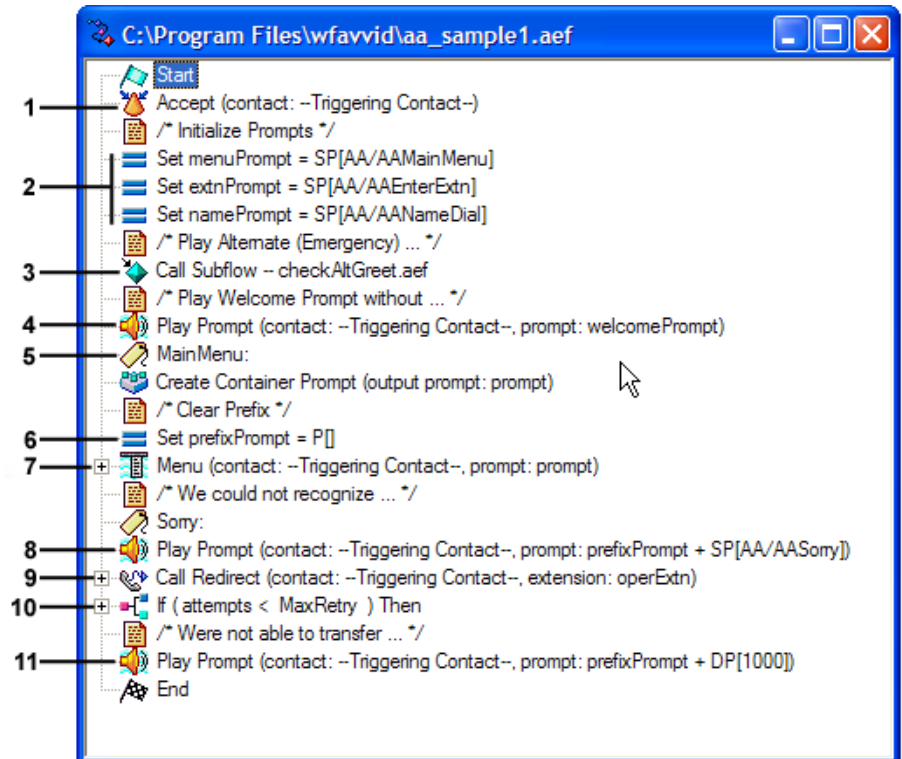 C:\Program Files\wfavvid\aa_sample1.aef
Start
1 Accept (contact: --Triggering Contact--)
/* Initialize Prompts */
Set menuPrompt = SP[AA/AAMainMenu]
2 Set extnPrompt = SP[AA/AAEnterExtn]
Set namePrompt = SP[AA/AANameDial]
/* Play Alternate (Emergency) ... */
3 Call Subflow -- checkAltGreet.aef
/* Play Welcome Prompt without ... */
4 Play Prompt (contact: --Triggering Contact--, prompt: welcomePrompt)
5 MainMenu:
Create Container Prompt (output prompt: prompt)
/* Clear Prefix */
6 Set prefixPrompt = P[]
7 Menu (contact: --Triggering Contact--, prompt: prompt)
/* We could not recognize ... */
Sorry:
8 Play Prompt (contact: --Triggering Contact--, prompt: prefixPrompt + SP[AA/AASorry])
9 Call Redirect (contact: --Triggering Contact--, extension: operExtn)
10 If ( attempts < MaxRetry ) Then
/* Were not able to transfer ... */
11 Play Prompt (contact: --Triggering Contact--, prompt: prefixPrompt + DP[1000])
End